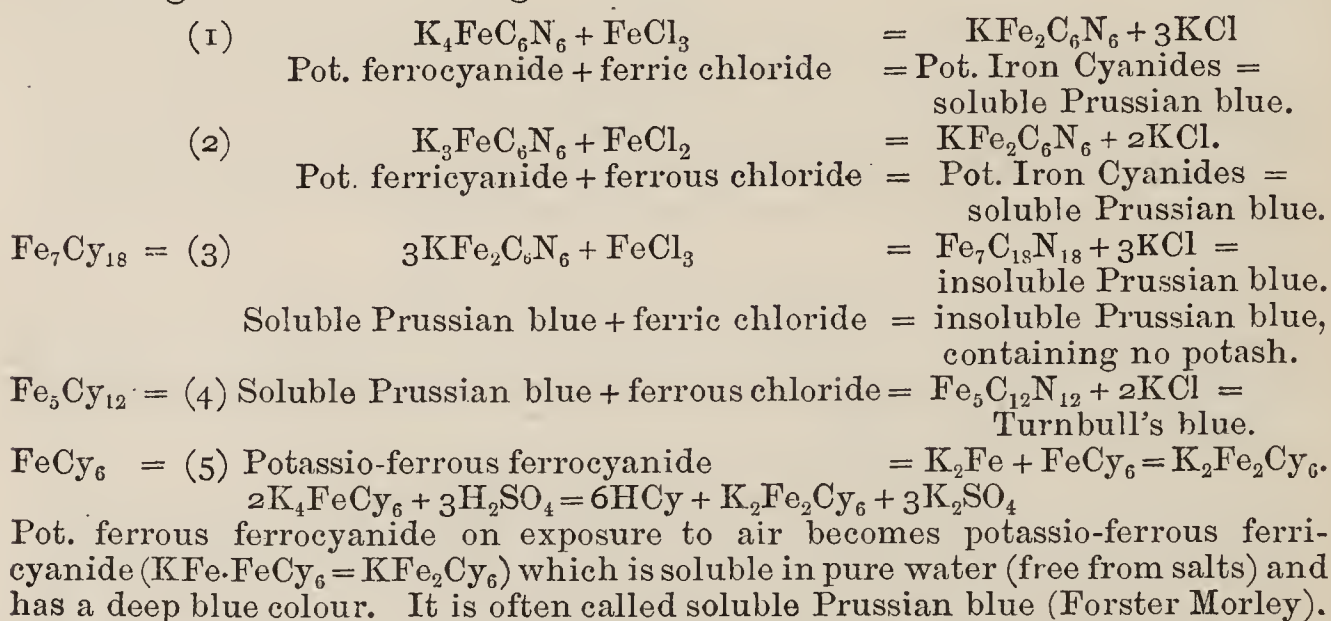 (1) K₄FeC₆N₆ + FeCl₃ = KFe₂C₆N₆ + 3KCl
Pot. ferrocyanide + ferric chloride = Pot. Iron Cyanides =
soluble Prussian blue.
(2) K₃FeC₆N₆ + FeCl₂ = KFe₂C₆N₆ + 2KCl.
Pot. ferricyanide + ferrous chloride = Pot. Iron Cyanides =
soluble Prussian blue.
Fe₇Cy₁₈ = (3) 3KFe₂C₆N₆ + FeCl₃ = Fe₇C₁₈N₁₈ + 3KCl =
insoluble Prussian blue.
Soluble Prussian blue + ferric chloride = insoluble Prussian blue,
containing no potash.
Fe₅Cy₁₂ = (4) Soluble Prussian blue + ferrous chloride = Fe₅C₁₂N₁₂ + 2KCl =
Turnbull's blue.
FeCy₆ = (5) Potassio-ferrous ferrocyanide = K₂Fe + FeCy₆ = K₂Fe₂Cy₆.
2K₄FeCy₆ + 3H₂SO₄ = 6HCy + K₂Fe₂Cy₆ + 3K₂SO₄
Pot. ferrous ferrocyanide on exposure to air becomes potassio-ferrous ferri-
cyanide (KFe·FeCy₆ = KFe₂Cy₆) which is soluble in pure water (free from salts) and
has a deep blue colour. It is often called soluble Prussian blue (Forster Morley).